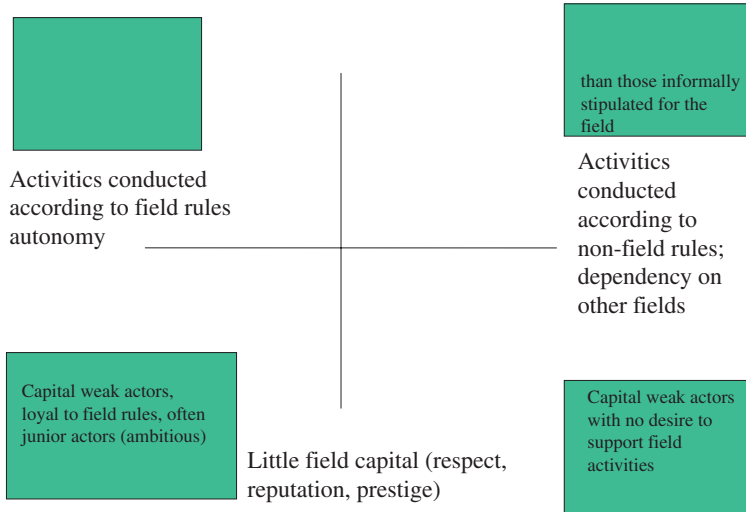 than those informally
stipulated for the
field
Activitics conducted
according to field rules
autonomy
Activitics
conducted
according to
non-field rules;
dependency on
other fields
Capital weak actors,
loyal to field rules, often
junior actors (ambitious)
Little field capital (respect,
reputation, prestige)
Capital weak actors
with no desire to
support field
activities